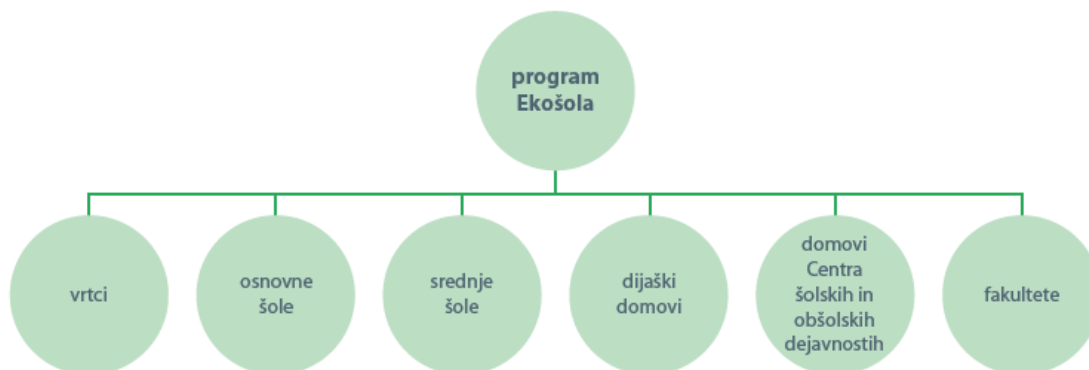 program
Ekošola
vrtci
osnovne
šole
srednje
šole
dijaški
domovi
domovi
Centra
šolskih in
obšolskih
dejavnostih
fakultete